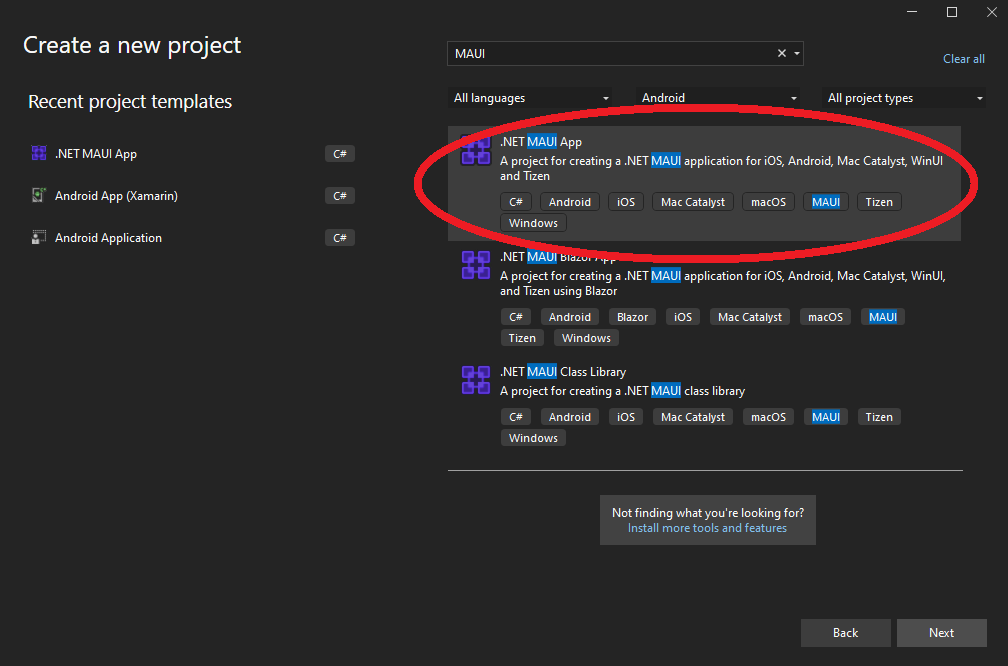 Create a new project
MAUI
Clear all
Recent project templates
All languages
Android
All project types
.NET MAUI App
C#
Android App (Xamarin)
C#
Android Application
C#
.NET MAUI App
A project for creating a .NET MAUI application for iOS, Android, Mac Catalyst, WinUI
and Tizen
C# Android iOS Mac Catalyst macOS MAUI Tizen
Windows
.NET MAUI Blazor App
A project for creating a .NET MAUI application for iOS, Android, Mac Catalyst, WinUI,
and Tizen using Blazor
C# Android Blazor iOS Mac Catalyst macOS MAUI
Tizen Windows
.NET MAUI Class Library
A project for creating a .NET MAUI class library
C# Android iOS Mac Catalyst macOS MAUI Tizen
Windows
Not finding what you're looking for?
Install more tools and features
Back
Next